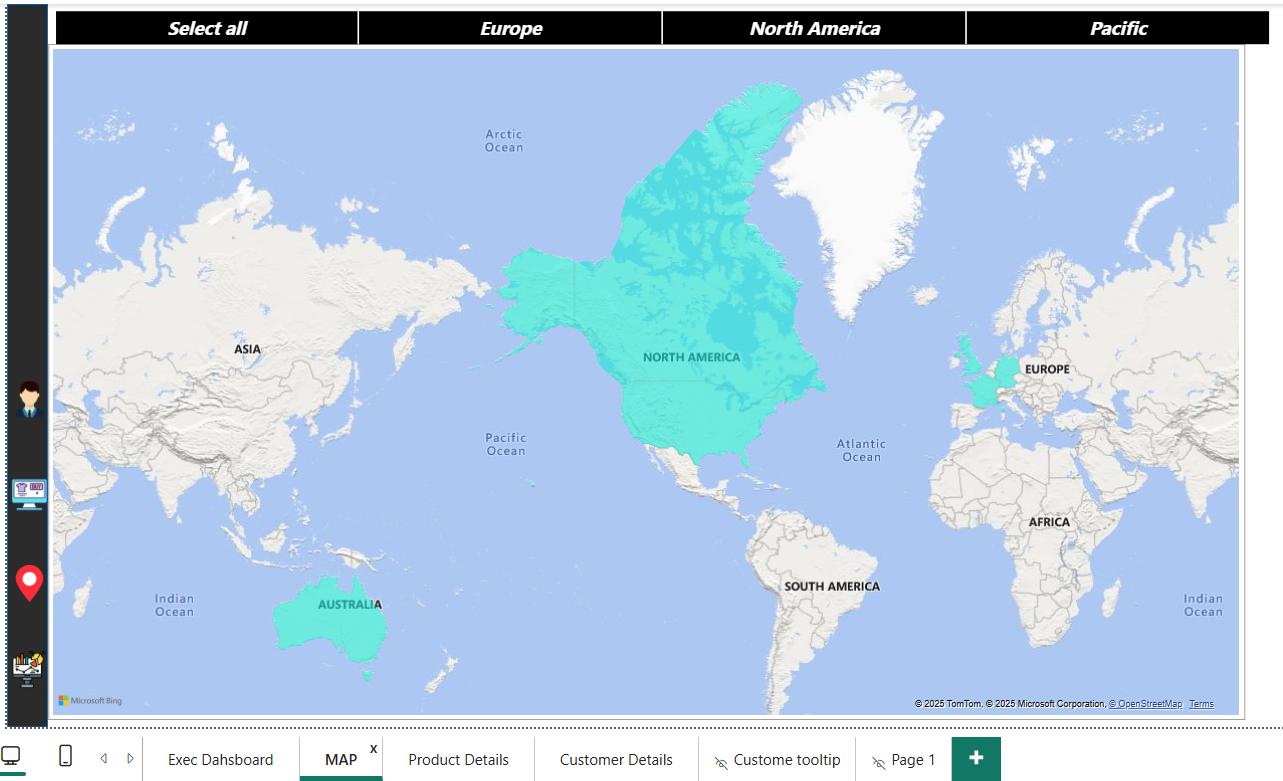 Select all
Europe
North America
Pacific
Arctic
Ocean
ASIA
NORTH AMERICA
EUROPE
Pacific
Ocean
Atlantic
Ocean
AFRICA
SOUTH AMERICA
Indian
Ocean
AUSTRALIA
Indian
Ocean
Microsoft Bing
© 2025 TomTom, © 2025 Microsoft Corporation, © OpenStreetMap Terms
Exec Dahsboard
MAP
X
Product Details
Customer Details
Custome tooltip
Page 1
+